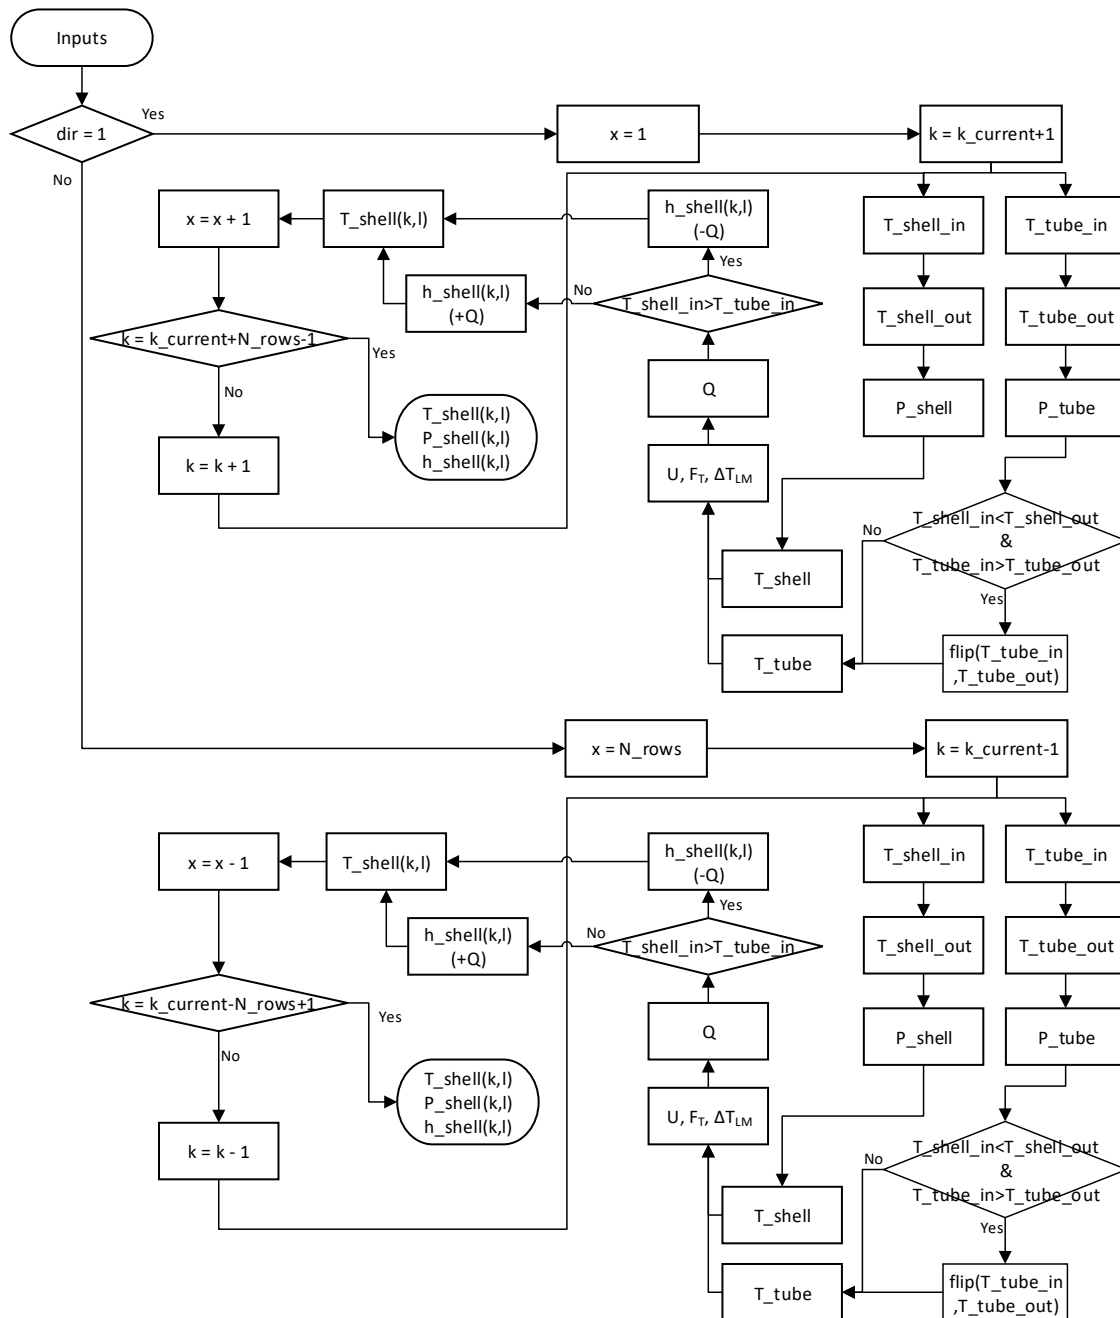 Inputs
dir = 1
Yes
No
x = 1
k = k_current+1
x = x + 1
T_shell(k,l)
h_shell(k,l)
(-Q)
T_shell_in
T_tube_in
Yes
h_shell(k,l)
(+Q)
No
T_shell_in>T_tube_in
T_shell_out
T_tube_out
k = k_current+N_rows-1
Yes
No
Q
P_shell
P_tube
T_shell(k,l)
P_shell(k,l)
h_shell(k,l)
k = k + 1
U, F_T, ΔT_LM
T_shell_in<T_shell_out
&
T_tube_in>T_tube_out
No
Yes
T_shell
T_tube
flip(T_tube_in
,T_tube_out)
x = N_rows
k = k_current-1
x = x - 1
T_shell(k,l)
h_shell(k,l)
(-Q)
T_shell_in
T_tube_in
Yes
h_shell(k,l)
(+Q)
No
T_shell_in>T_tube_in
T_shell_out
T_tube_out
k = k_current-N_rows+1
Yes
No
Q
P_shell
P_tube
T_shell(k,l)
P_shell(k,l)
h_shell(k,l)
k = k - 1
U, F_T, ΔT_LM
T_shell_in<T_shell_out
&
T_tube_in>T_tube_out
No
Yes
T_shell
T_tube
flip(T_tube_in
,T_tube_out)